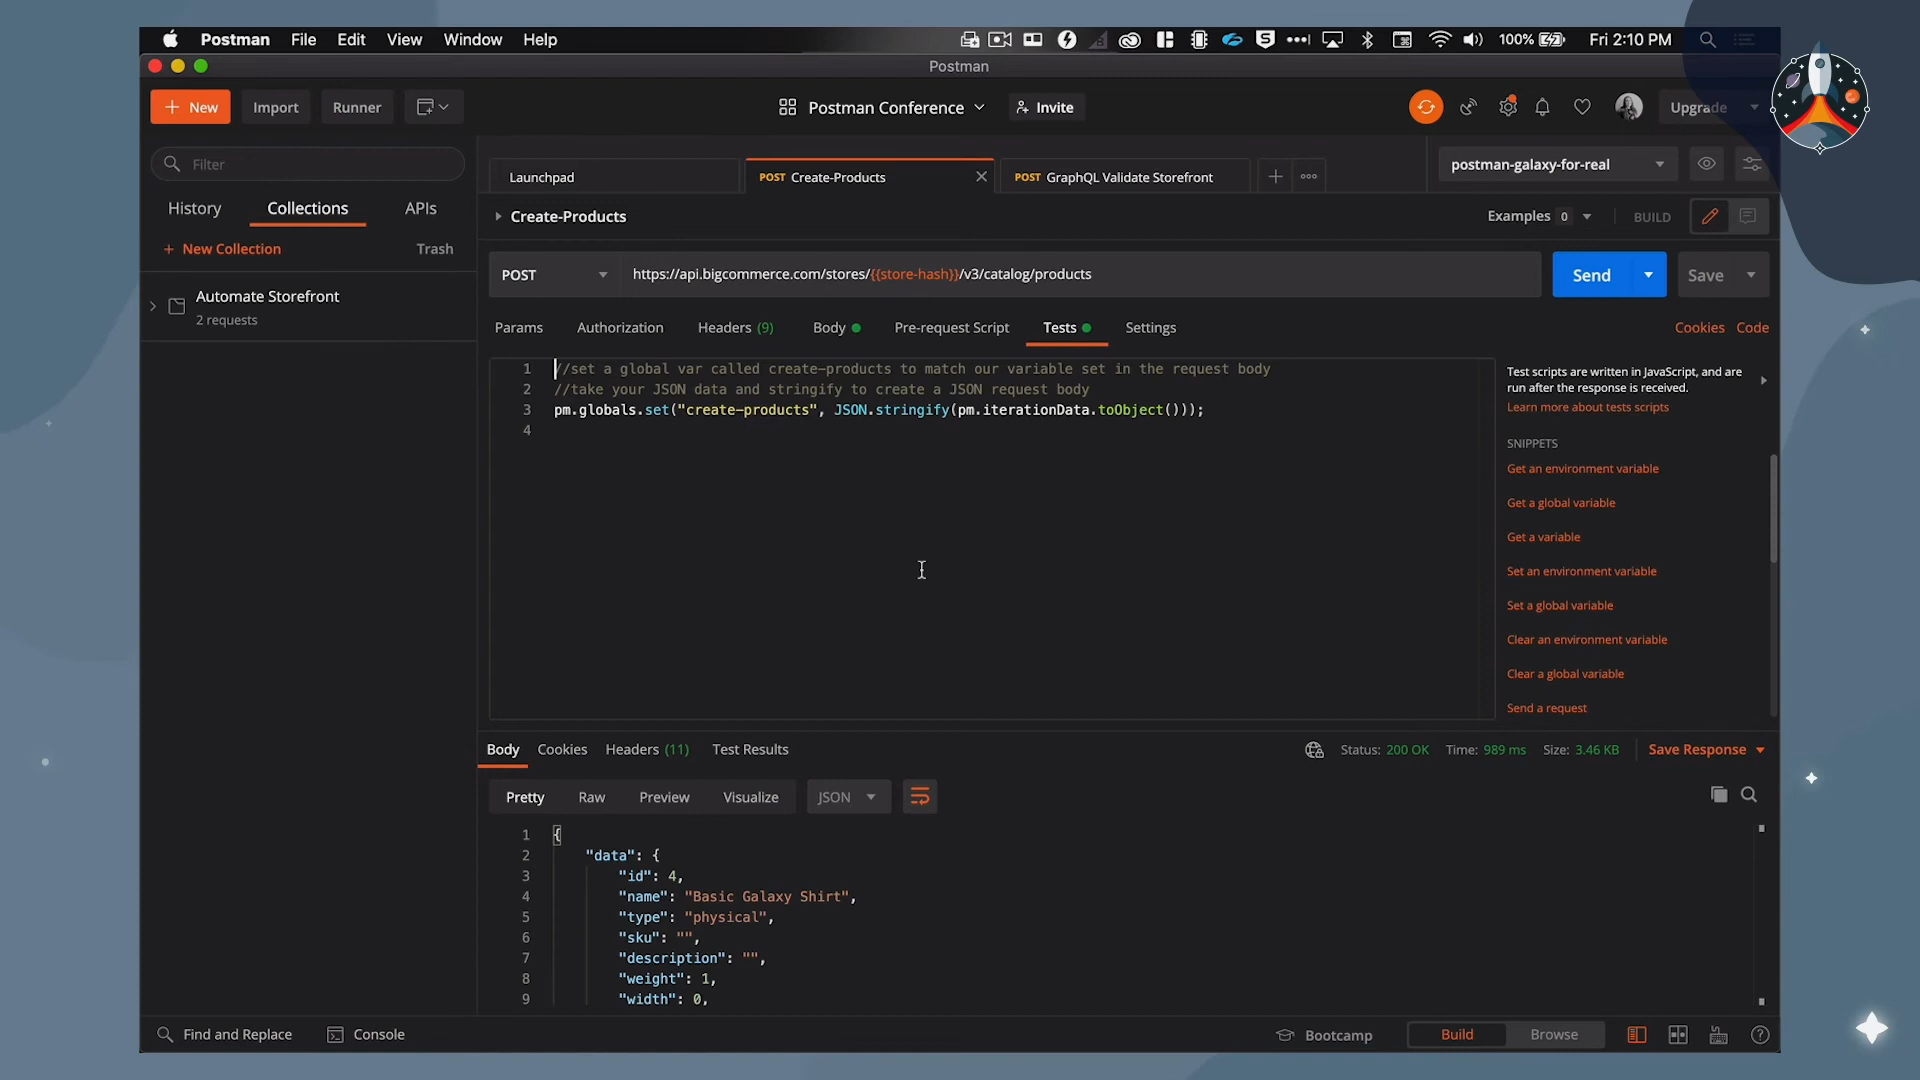 Postman File Edit View Window Help 100% Fri 2:10 PM
Postman
+ New Import Runner Postman Conference Invite Upgrade
Filter
Launchpad POST Create-Products POST GraphQL Validate Storefront postman-galaxy-for-real
History Collections APIs
+ New Collection Trash
Automate Storefront
2 requests
Create-Products Examples 0 BUILD
POST https://api.bigcommerce.com/stores/{{store-hash}}/v3/catalog/products Send Save
Params Authorization Headers (9) Body Pre-request Script Tests Settings Cookies Code
1 //set a global var called create-products to match our variable set in the request body
2 //take your JSON data and stringify to create a JSON request body
3 pm.globals.set("create-products", JSON.stringify(pm.iterationData.toObject()));
4
Test scripts are written in JavaScript, and are
run after the response is received.
Learn more about tests scripts
SNIPPETS
Get an environment variable
Get a global variable
Get a variable
Set an environment variable
Set a global variable
Clear an environment variable
Clear a global variable
Send a request
Body Cookies Headers (11) Test Results Status: 200 OK Time: 989 ms Size: 3.46 KB Save Response
Pretty Raw Preview Visualize JSON
1 {
2 "data": {
3 "id": 4,
4 "name": "Basic Galaxy Shirt",
5 "type": "physical",
6 "sku": "",
7 "description": "",
8 "weight": 1,
9 "width": 0,
Find and Replace Console Bootcamp Build Browse